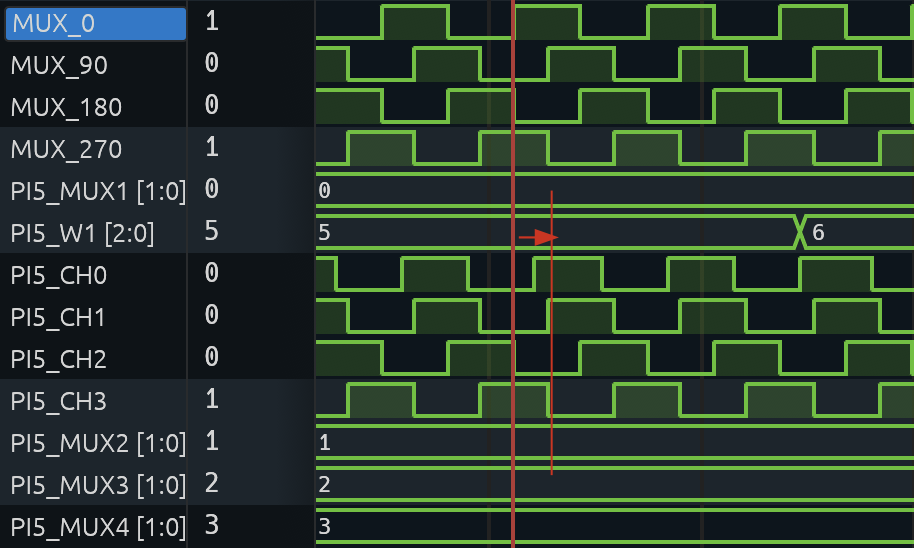 MUX_0 1
MUX_90 0
MUX_180 0
MUX_270 1
PI5_MUX1 [1:0] 0 0
PI5_W1 [2:0] 5 5 6
PI5_CH0 0
PI5_CH1 0
PI5_CH2 0
PI5_CH3 1
PI5_MUX2 [1:0] 1 1
PI5_MUX3 [1:0] 2 2
PI5_MUX4 [1:0] 3 3